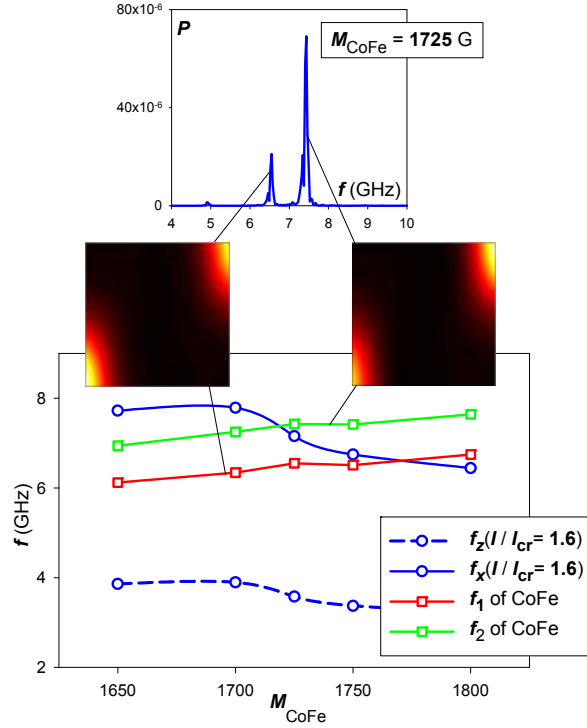 80x10-6
P
MCoFe = 1725 G
40x10-6
f (GHz)
0
4 5 6 7 8 9 10
8
6
4
2
f (GHz)
fz(I / Icr= 1.6)
fx(I / Icr= 1.6)
f1 of CoFe
f2 of CoFe
1650 1700 1750 1800
MCoFe